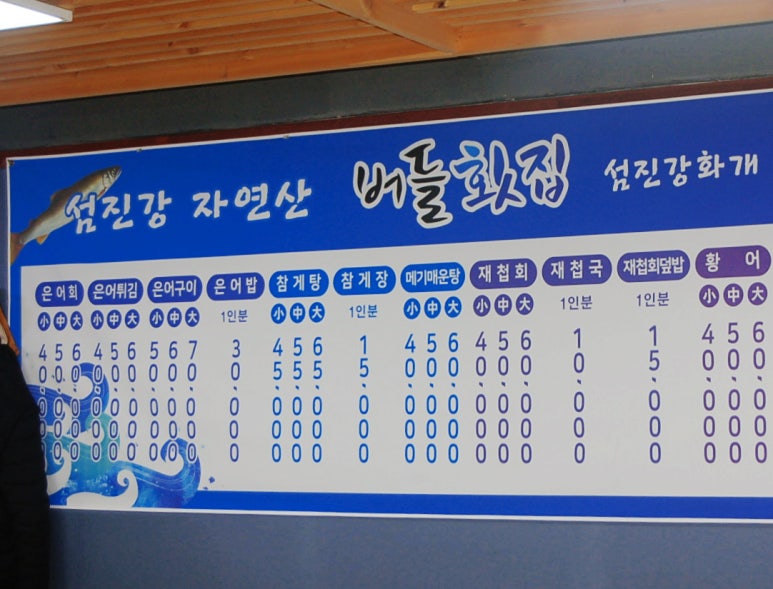 섬진강 자연산 버들횟집 섬진강화개
은어회 은어튀김 은어구이 은어밥 참게탕 참게장 메기매운탕 재첩회 재첩국 재첩회덮밥 황어
小 中 大 小 中 大 小 中 大 1인분 小 中 大 1인분 小 中 大 小 中 大 1인분 1인분 小 中 大
40,000 50,000 60,000 40,000 50,000 60,000 50,000 60,000 70,000 30,000 45,000 55,000 65,000 15,000 40,000 50,000 60,000 40,000 50,000 60,000 10,000 15,000 40,000 50,000 60,000